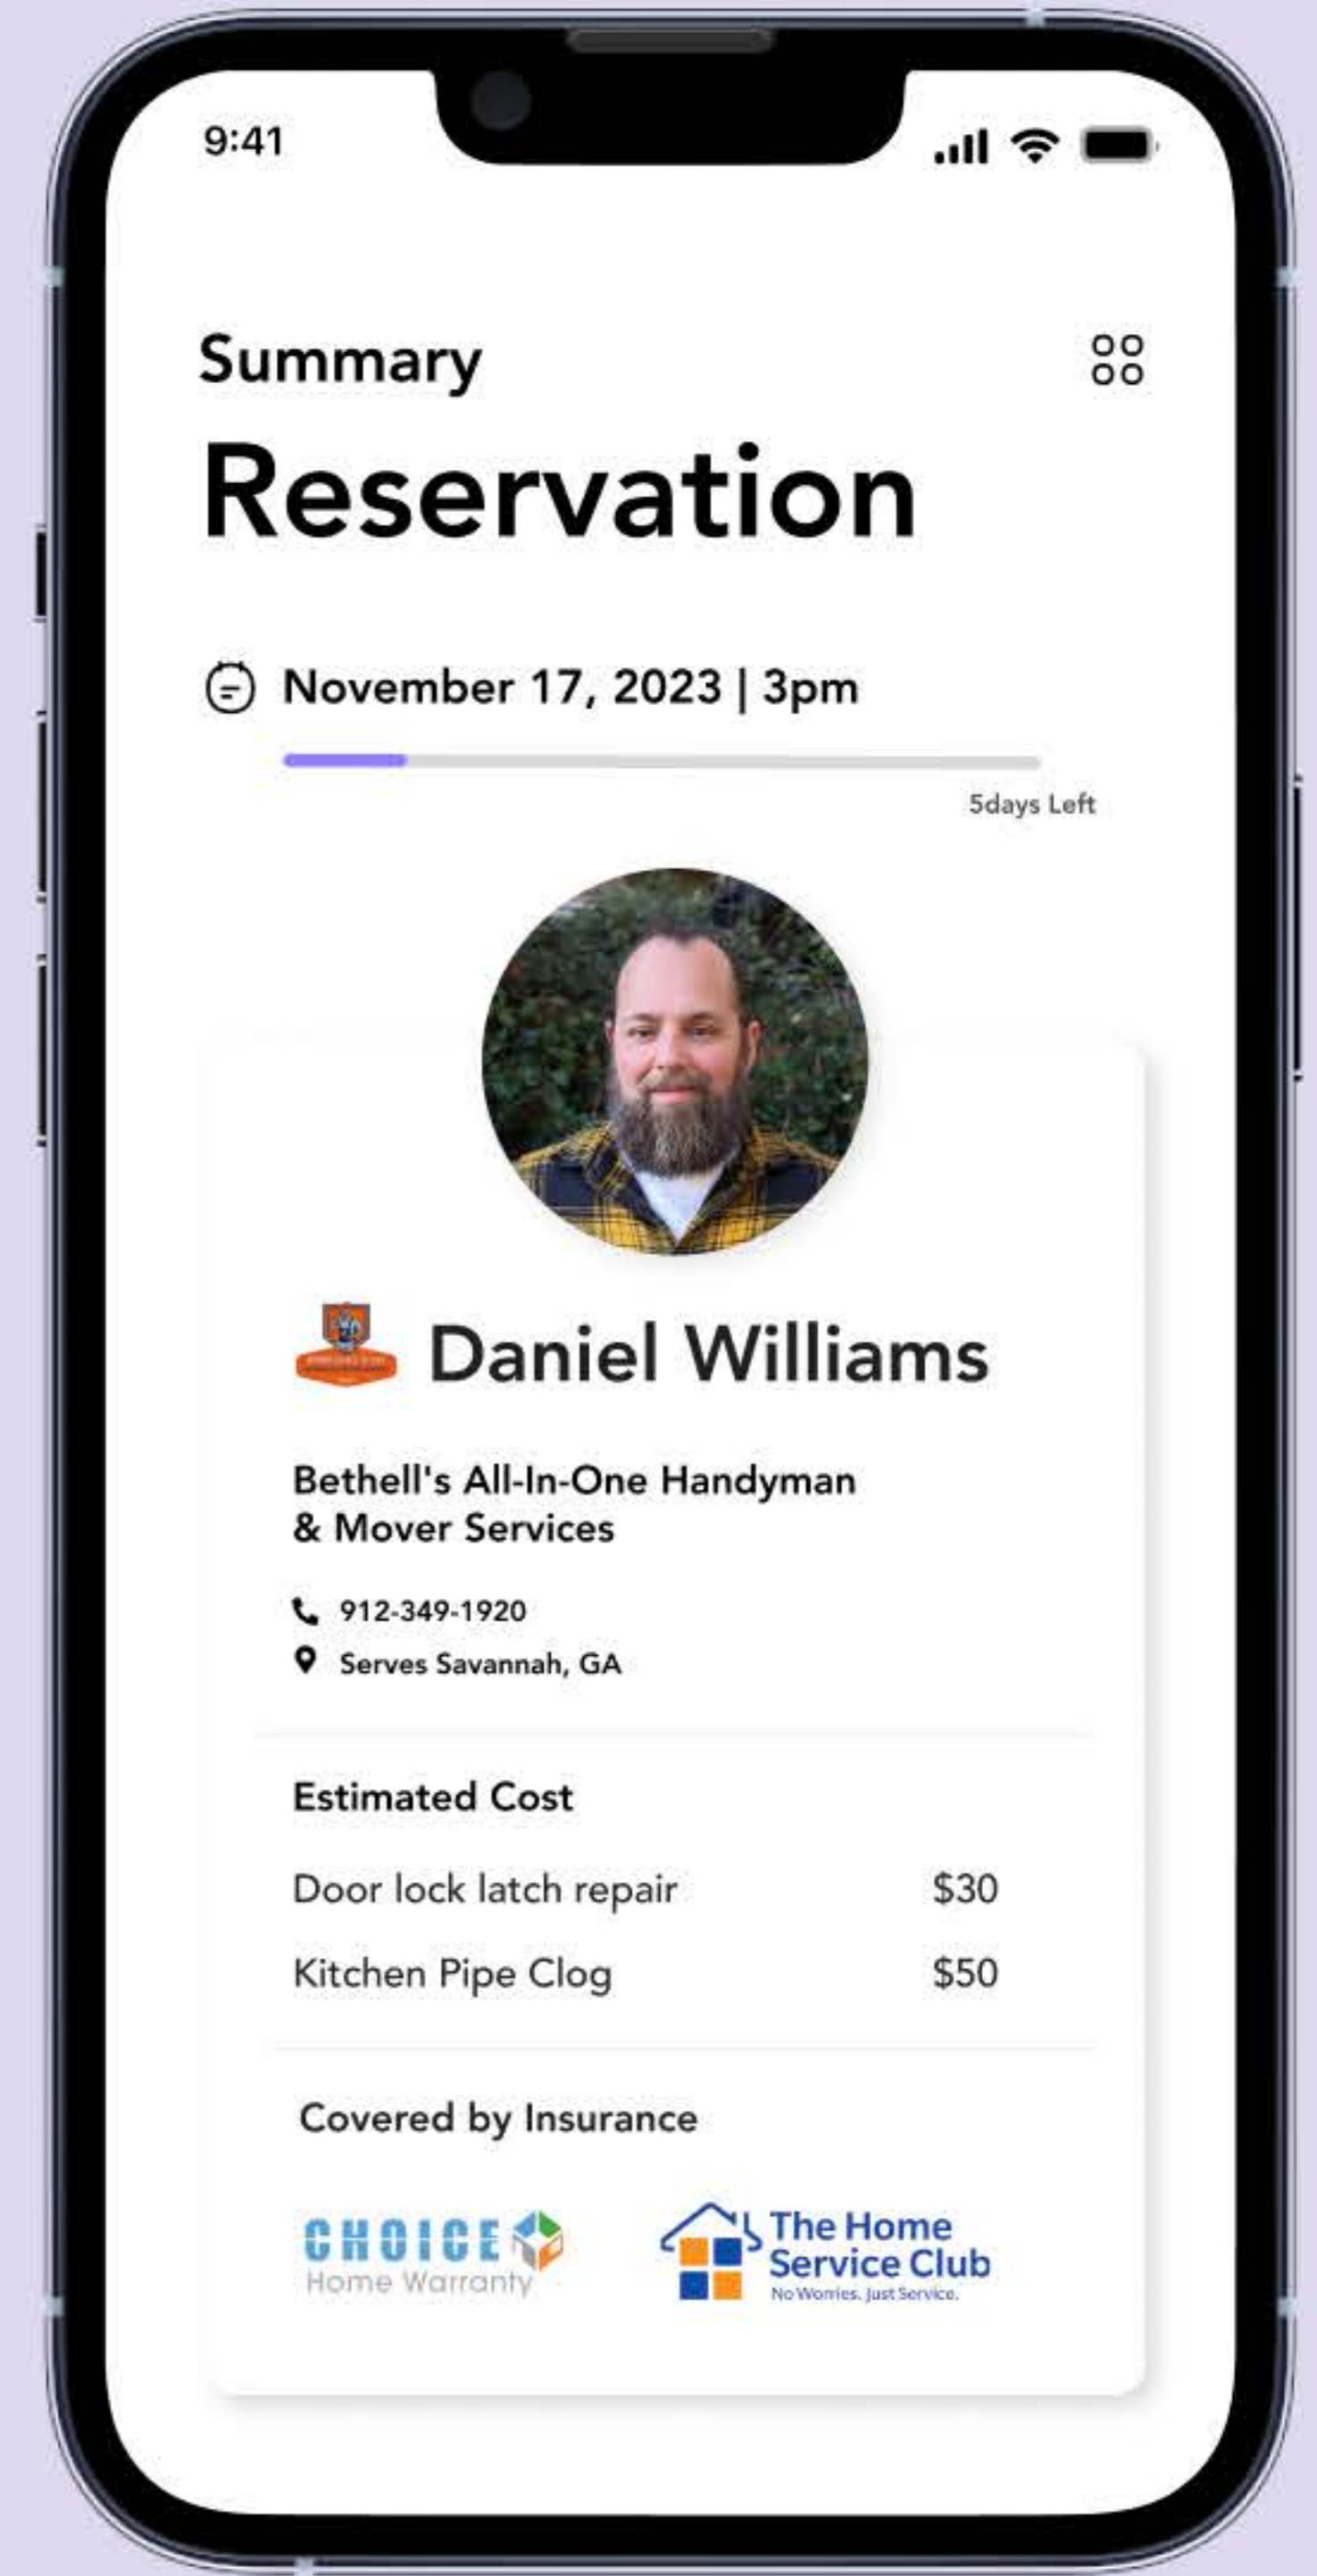 9:41
Summary
Reservation
November 17, 2023 | 3pm
5days Left
Daniel Williams
Bethell's All-In-One Handyman
& Mover Services
912-349-1920
Serves Savannah, GA
Estimated Cost
Door lock latch repair $30
Kitchen Pipe Clog $50
Covered by Insurance
CHOICE
Home Warranty
The Home
Service Club
No Worries. Just Service.